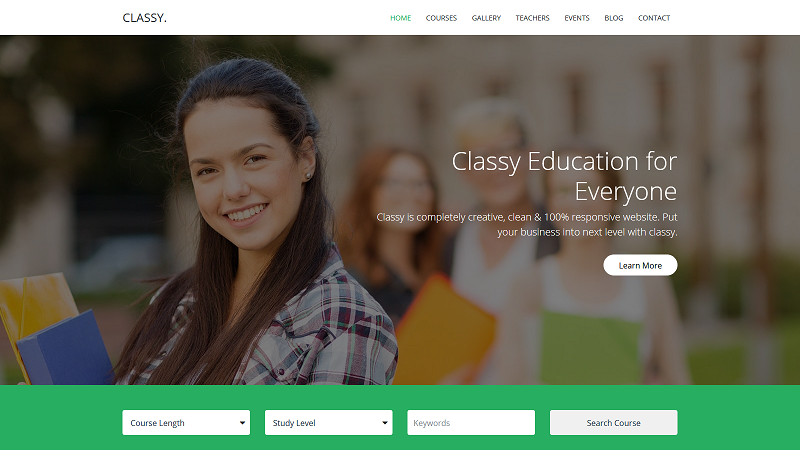 CLASSY.
HOME COURSES GALLERY TEACHERS EVENTS BLOG CONTACT
Classy Education for
Everyone
Classy is completely creative, clean & 100% responsive website. Put
your business into next level with classy.
Learn More
Course Length
Study Level
Keywords
Search Course